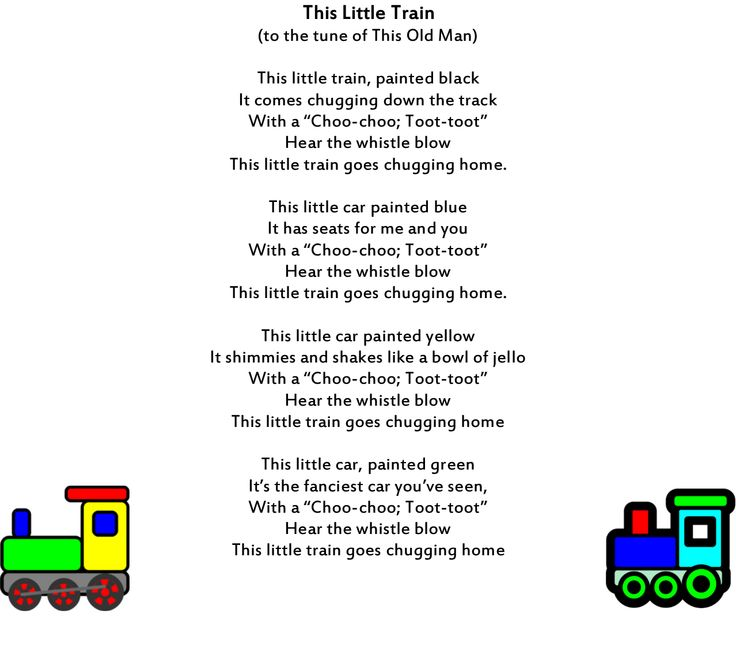 This Little Train
(to the tune of This Old Man)
This little train, painted black
It comes chugging down the track
With a “Choo-choo; Toot-toot”
Hear the whistle blow
This little train goes chugging home.
This little car painted blue
It has seats for me and you
With a “Choo-choo; Toot-toot”
Hear the whistle blow
This little train goes chugging home.
This little car painted yellow
It shimmies and shakes like a bowl of jello
With a “Choo-choo; Toot-toot”
Hear the whistle blow
This little train goes chugging home
This little car, painted green
It’s the fanciest car you’ve seen,
With a “Choo-choo; Toot-toot”
Hear the whistle blow
This little train goes chugging home